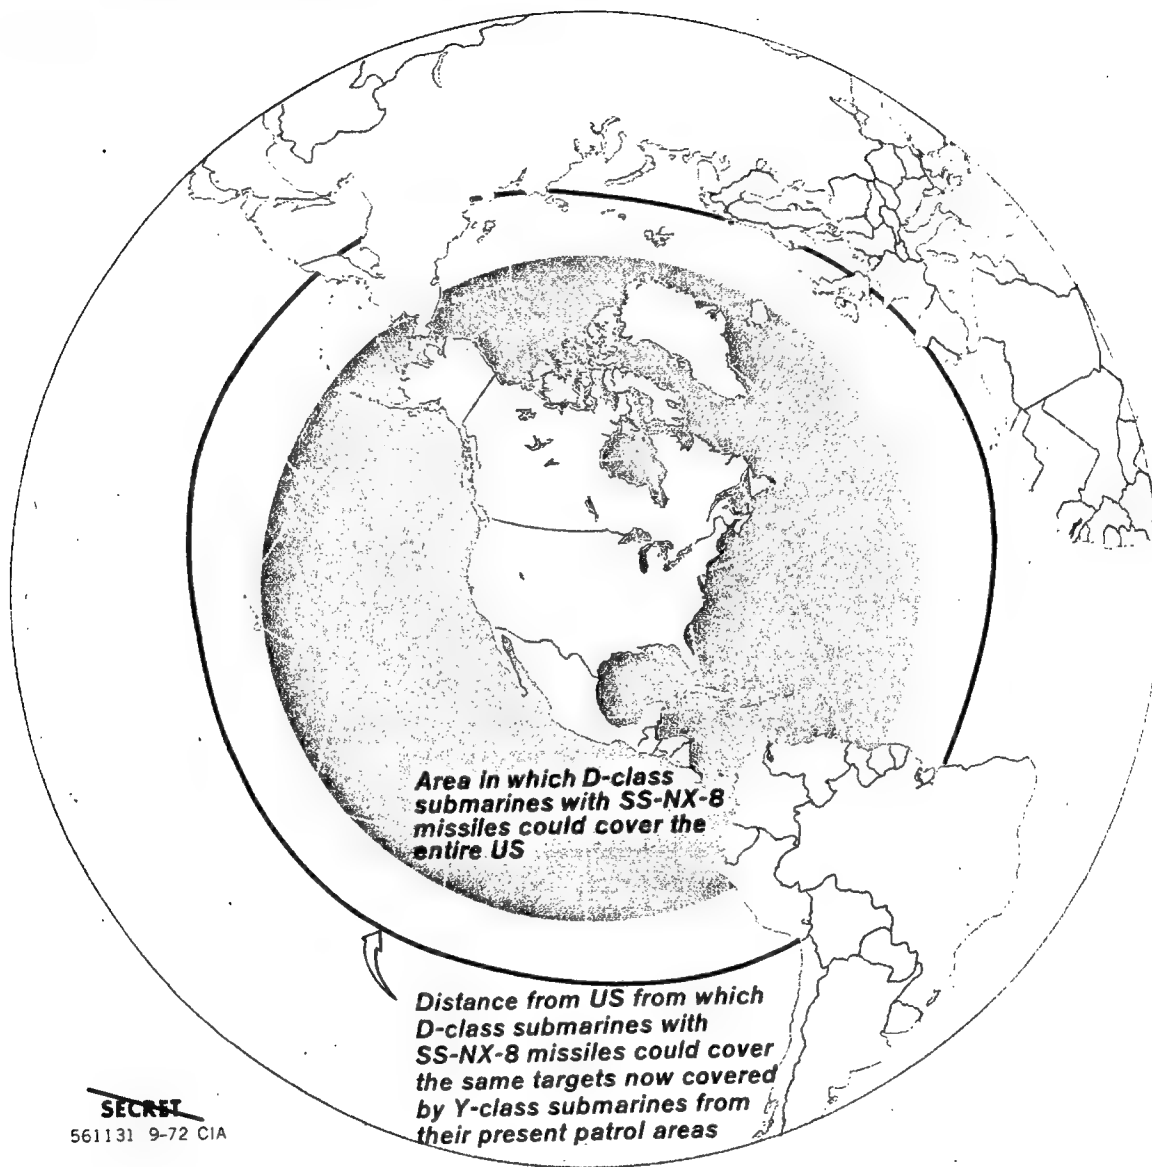 Area in which D-class
submarines with SS-NX-8
missiles could cover the
entire US
Distance from US from which
D-class submarines with
SS-NX-8 missiles could cover
the same targets now covered
by Y-class submarines from
their present patrol areas
SECRET
561131 9-72 CIA